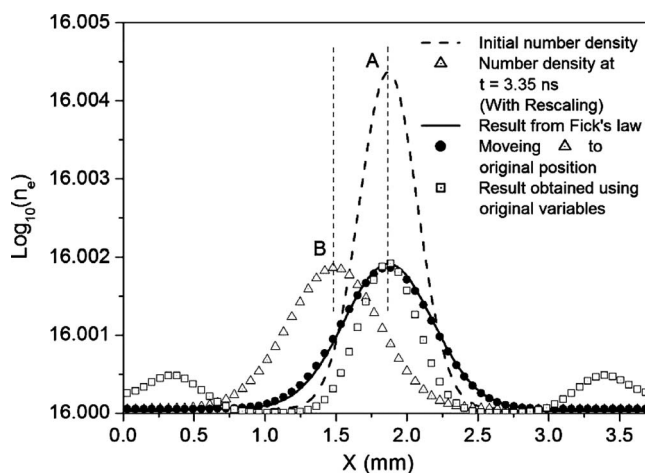 16.005
16.004
16.003
16.002
16.001
16.000
Log10(ne)
A
B
Initial number density
Number density at
t = 3.35 ns
(With Rescaling)
Result from Fick's law
Moveing △ to
original position
Result obtained using
original variables
0.0 0.5 1.0 1.5 2.0 2.5 3.0 3.5
X (mm)